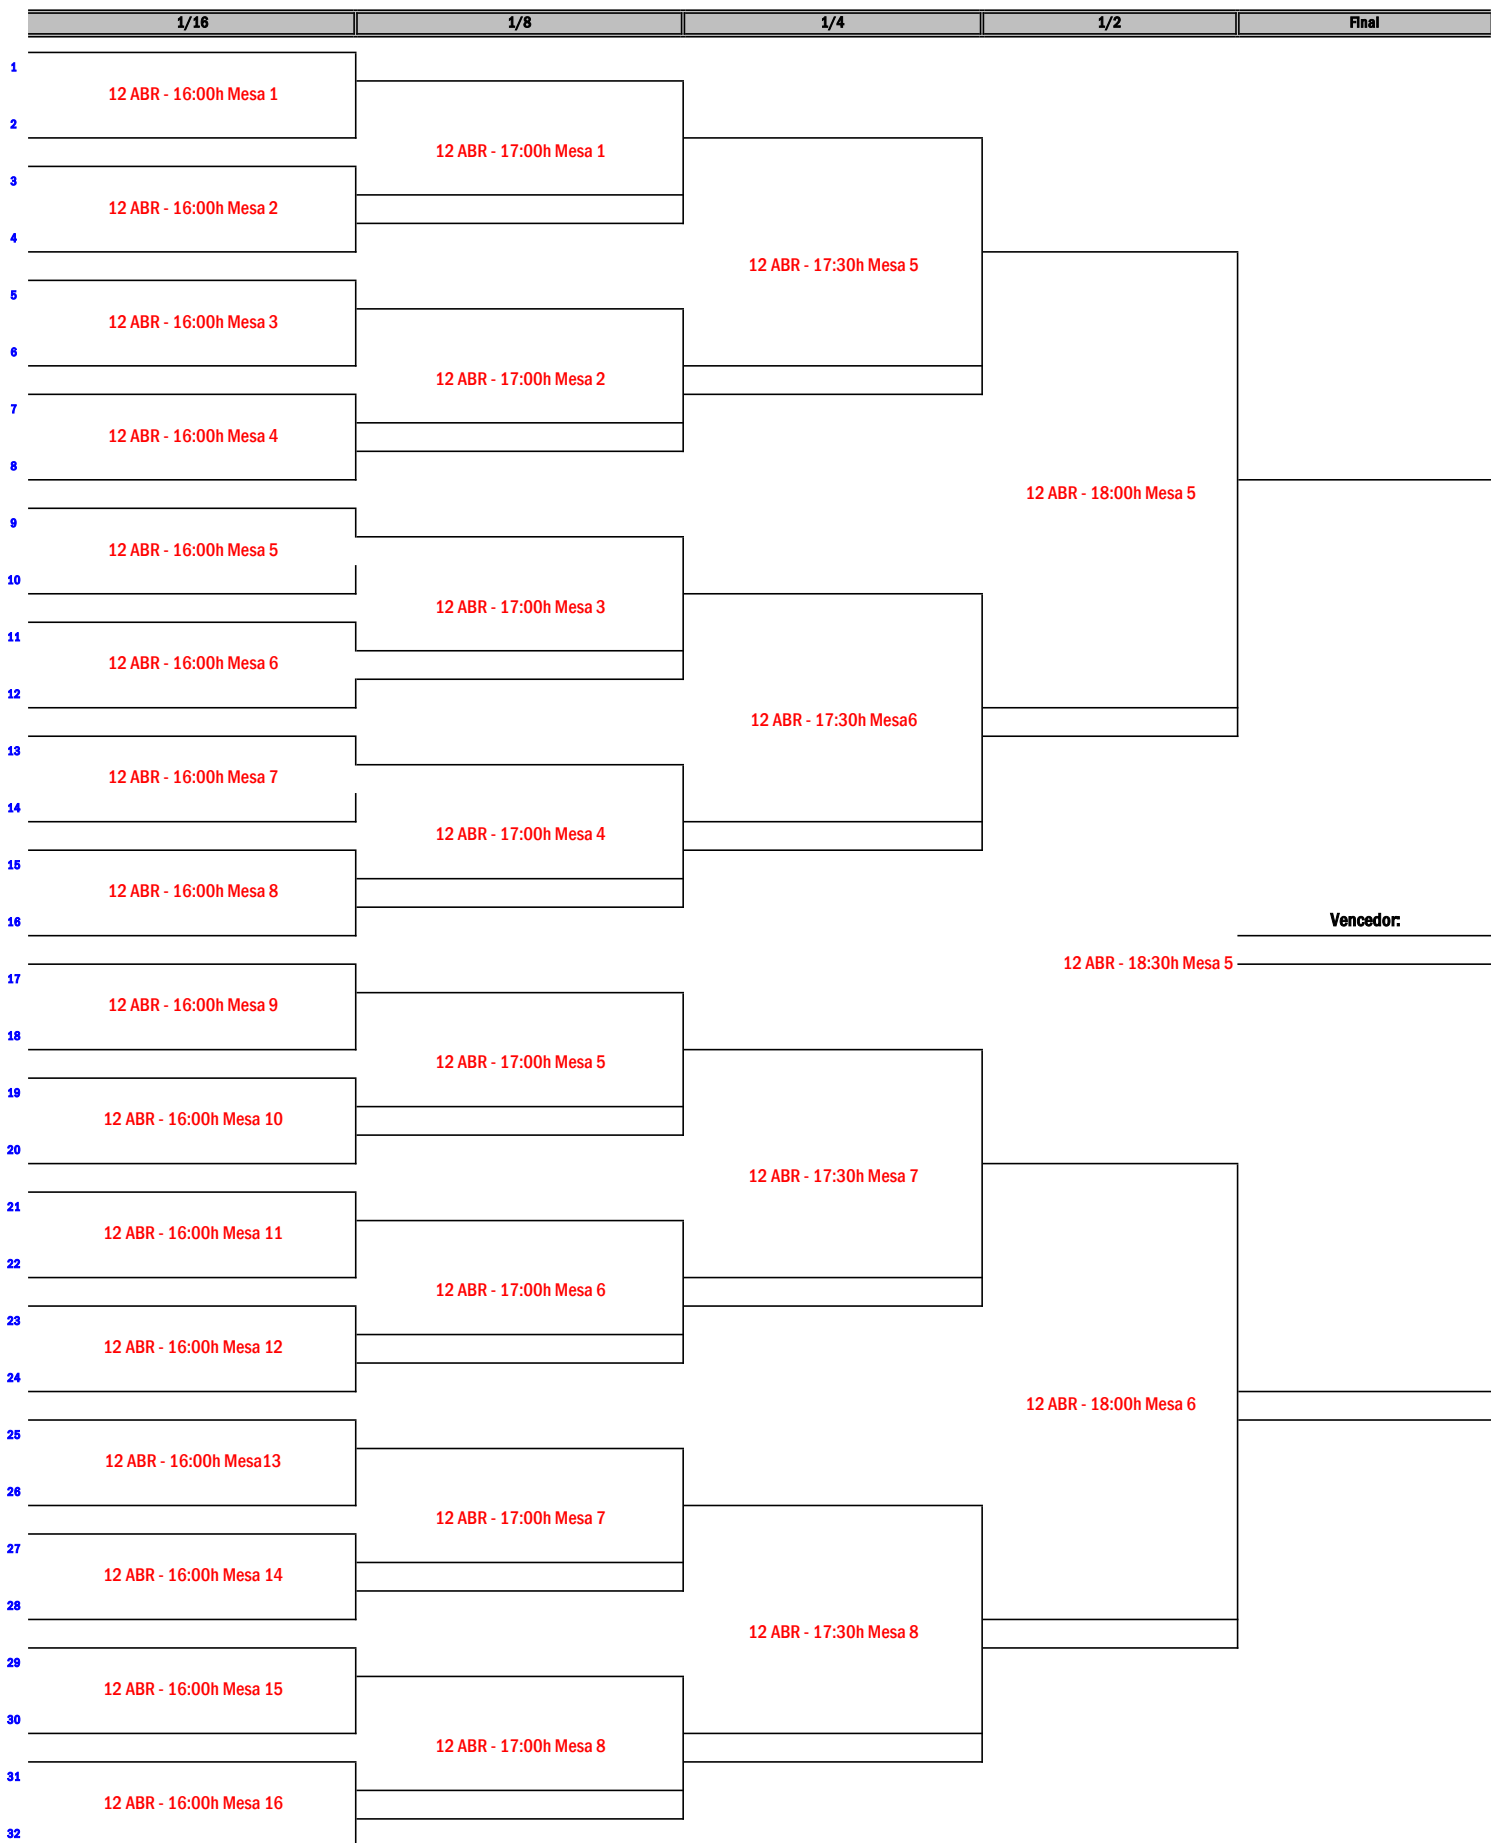 1/16 1/8 1/4 1/2 Final
1
12 ABR - 16:00h Mesa 1
2
12 ABR - 17:00h Mesa 1
3
12 ABR - 16:00h Mesa 2
4
12 ABR - 17:30h Mesa 5
5
12 ABR - 16:00h Mesa 3
6
12 ABR - 17:00h Mesa 2
7
12 ABR - 16:00h Mesa 4
8
12 ABR - 18:00h Mesa 5
9
12 ABR - 16:00h Mesa 5
10
12 ABR - 17:00h Mesa 3
11
12 ABR - 16:00h Mesa 6
12
12 ABR - 17:30h Mesa6
13
12 ABR - 16:00h Mesa 7
14
12 ABR - 17:00h Mesa 4
15
12 ABR - 16:00h Mesa 8
16
Vencedor:
12 ABR - 18:30h Mesa 5
17
12 ABR - 16:00h Mesa 9
18
12 ABR - 17:00h Mesa 5
19
12 ABR - 16:00h Mesa 10
20
12 ABR - 17:30h Mesa 7
21
12 ABR - 16:00h Mesa 11
22
12 ABR - 17:00h Mesa 6
23
12 ABR - 16:00h Mesa 12
24
12 ABR - 18:00h Mesa 6
25
12 ABR - 16:00h Mesa13
26
12 ABR - 17:00h Mesa 7
27
12 ABR - 16:00h Mesa 14
28
12 ABR - 17:30h Mesa 8
29
12 ABR - 16:00h Mesa 15
30
12 ABR - 17:00h Mesa 8
31
12 ABR - 16:00h Mesa 16
32